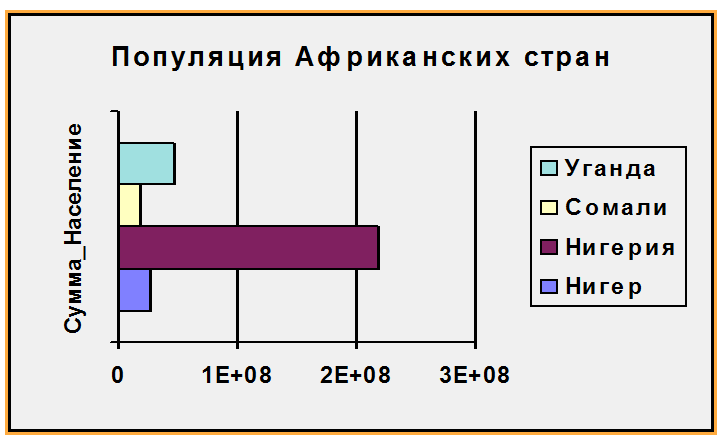 Популяция Африканских стран
Сумма_Население
Уганда
Сомали
Нигерия
Нигер
0 1E+08 2E+08 3E+08